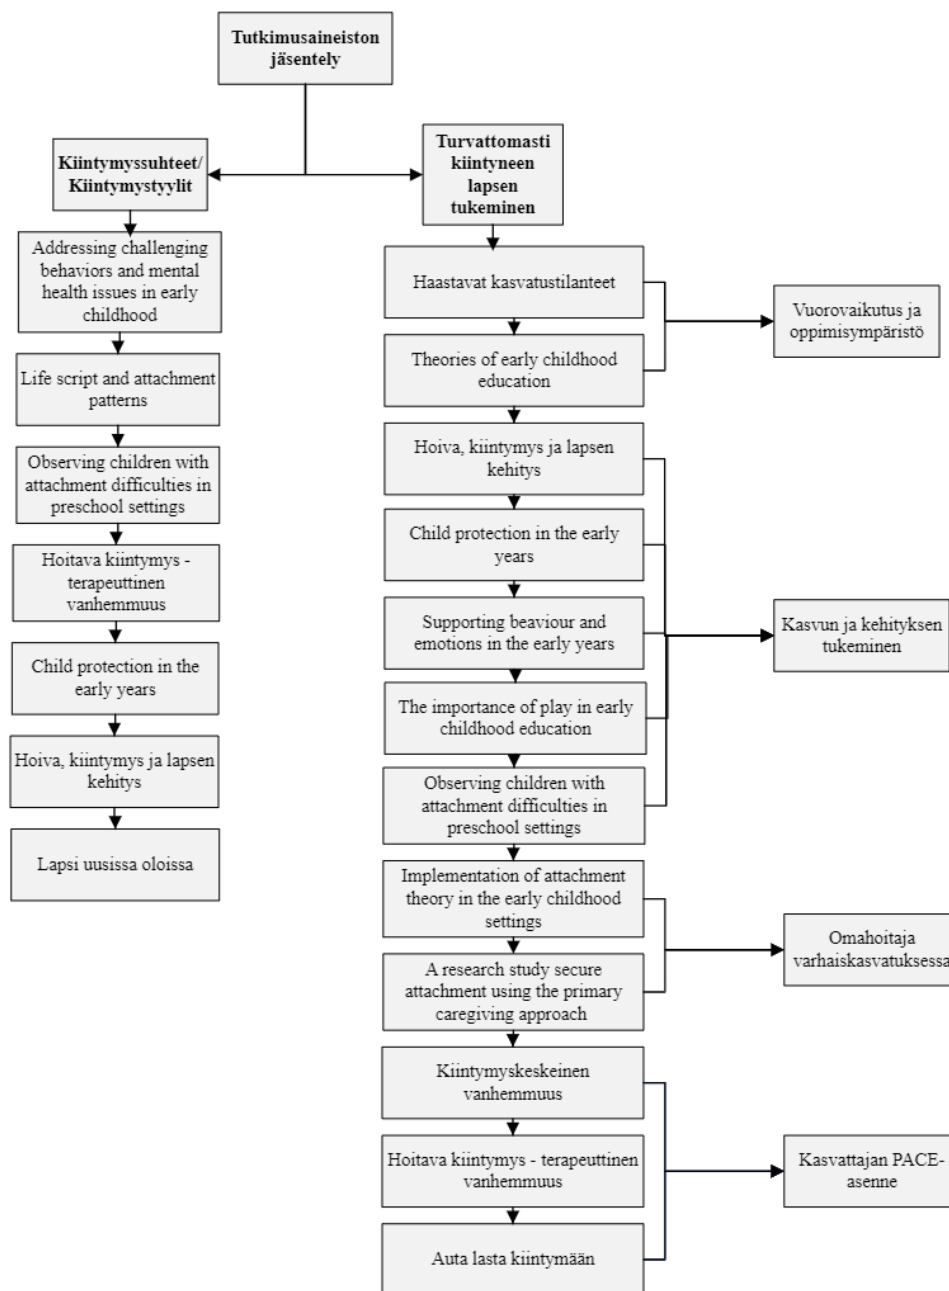 Tutkimusaineiston
jäsentely
Kiintymyssuhteet/
Kiintymystyylit
Addressing challenging
behaviors and mental
health issues in early
childhood
Life script and attachment
patterns
Observing children with
attachment difficulties in
preschool settings
Hoitava kiintymys -
terapeuttinen
vanhemmuus
Child protection in the
early years
Hoiva, kiintymys ja lapsen
kehitys
Lapsi uusissa oloissa
Turvattomasti
kiintyneen
lapsen
tukeminen
Haastavat kasvatustilanteet
Theories of early childhood
education
Hoiva, kiintymys ja lapsen
kehitys
Child protection in the
early years
Supporting beaviour and
emotions in the early years
The importance of play in early
childhood education
Observing children with
attachment difficulties in
preschool settings
Implementation of attachment
theory in the early childhood
settings
A research study secure
attachment using the primary
caregiving approach
Kiintymyskeskeinen
vanhemmuus
Hoitava kiintymys - terapeuttinen
vanhemmuus
Auta lasta kiintymään
Vuorovaikutus ja
oppimisympäristö
Kasvun ja kehityksen
tukeminen
Omahoitaja
varhaiskasvatuksessa
Kasvattajan PACE-
asenne